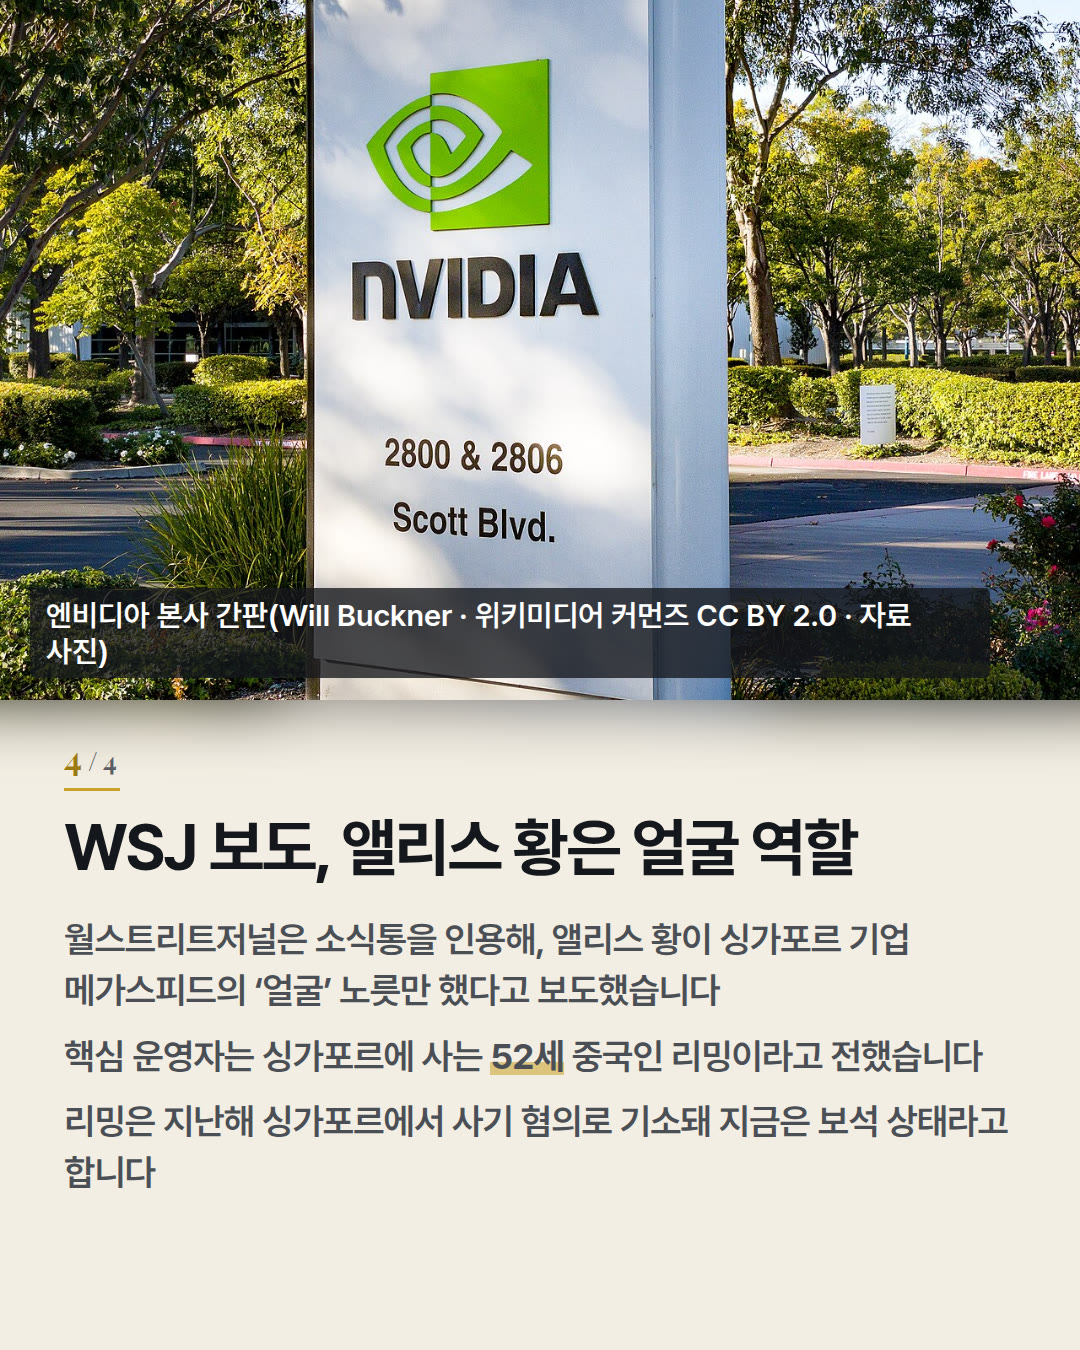 NVIDIA
2800 & 2806
Scott Blvd.
엔비디아 본사 간판(Will Buckner · 위키미디어 커먼즈 CC BY 2.0 · 자료
사진)
4 / 4
WSJ 보도, 앨리스 황은 얼굴 역할
월스트리트저널은 소식통을 인용해, 앨리스 황이 싱가포르 기업
메가스피드의 ‘얼굴’ 노릇만 했다고 보도했습니다
핵심 운영자는 싱가포르에 사는 52세 중국인 리밍이라고 전했습니다
리밍은 지난해 싱가포르에서 사기 혐의로 기소돼 지금은 보석 상태라고
합니다